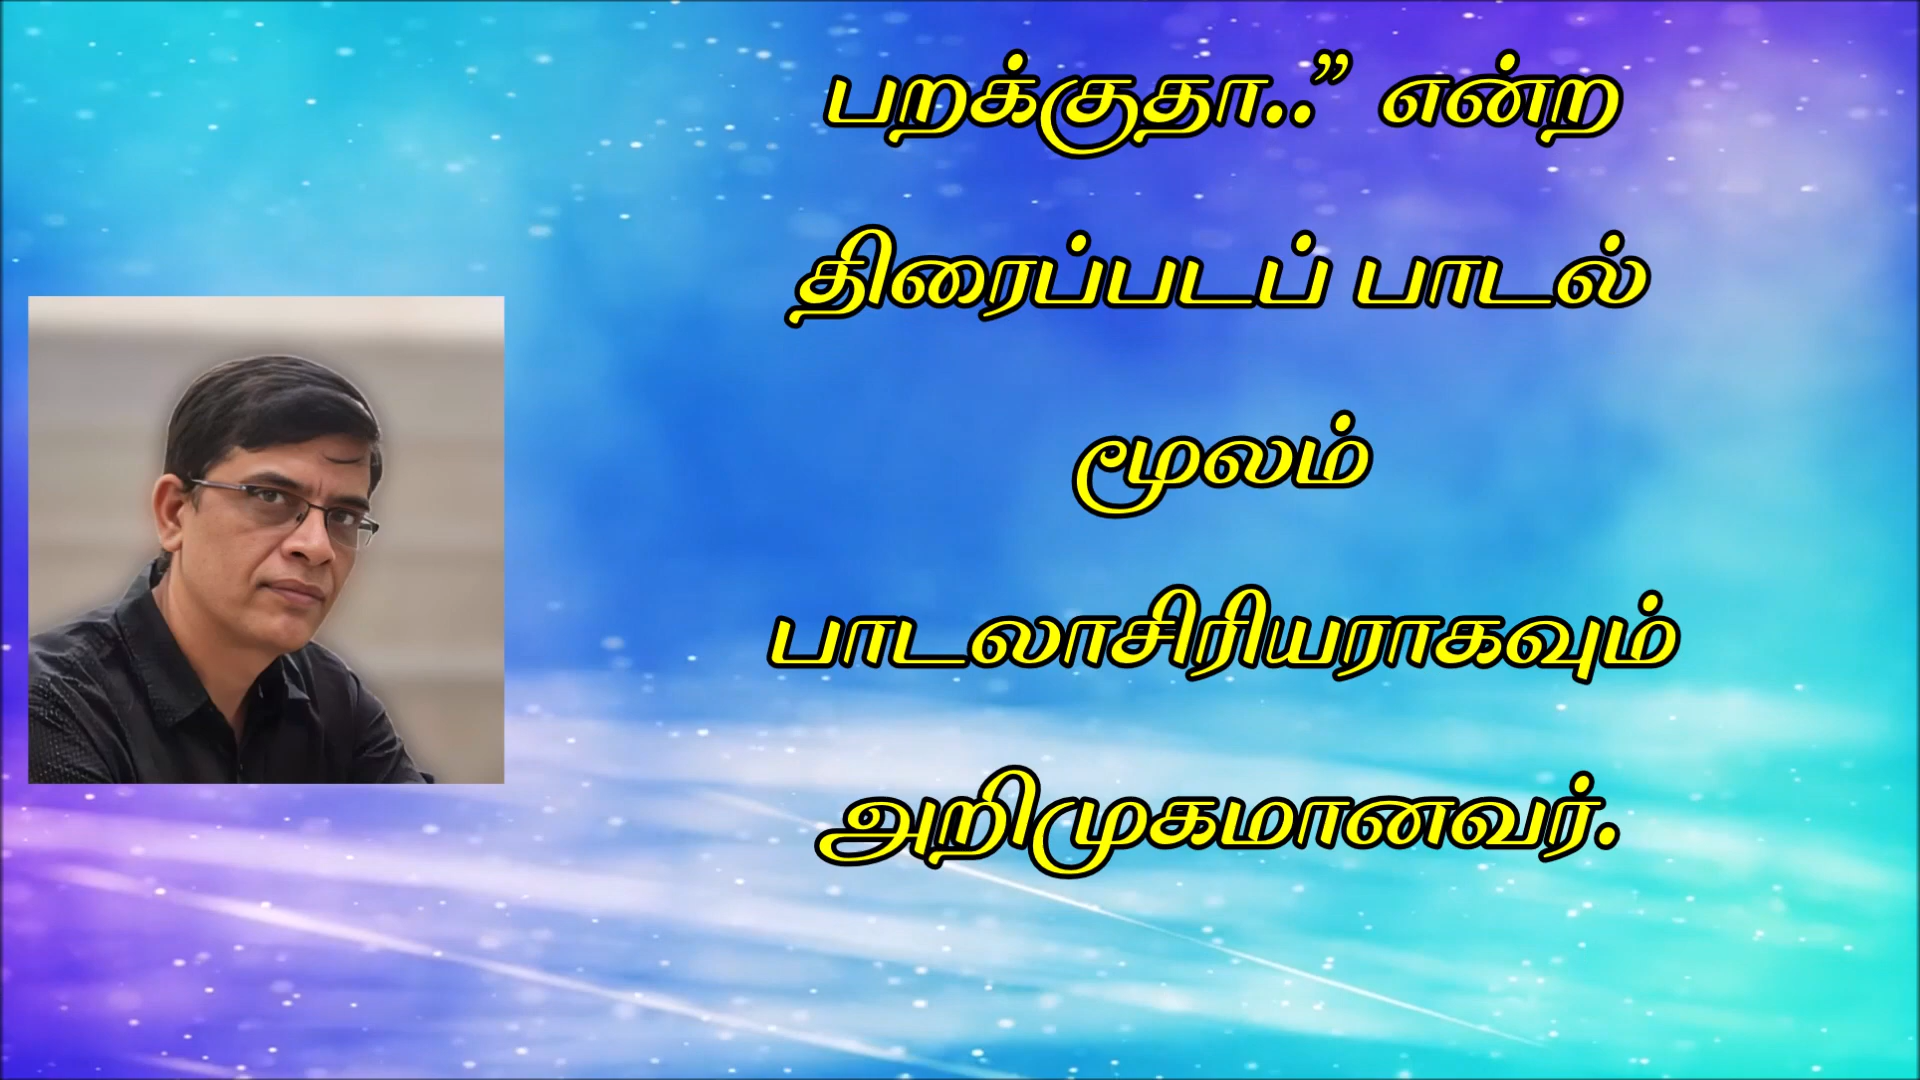 பறக்குதா..” என்ற
திரைப்படப் பாடல்
மூலம்
பாடலாசிரியராகவும்
அறிமுகமானவர்.